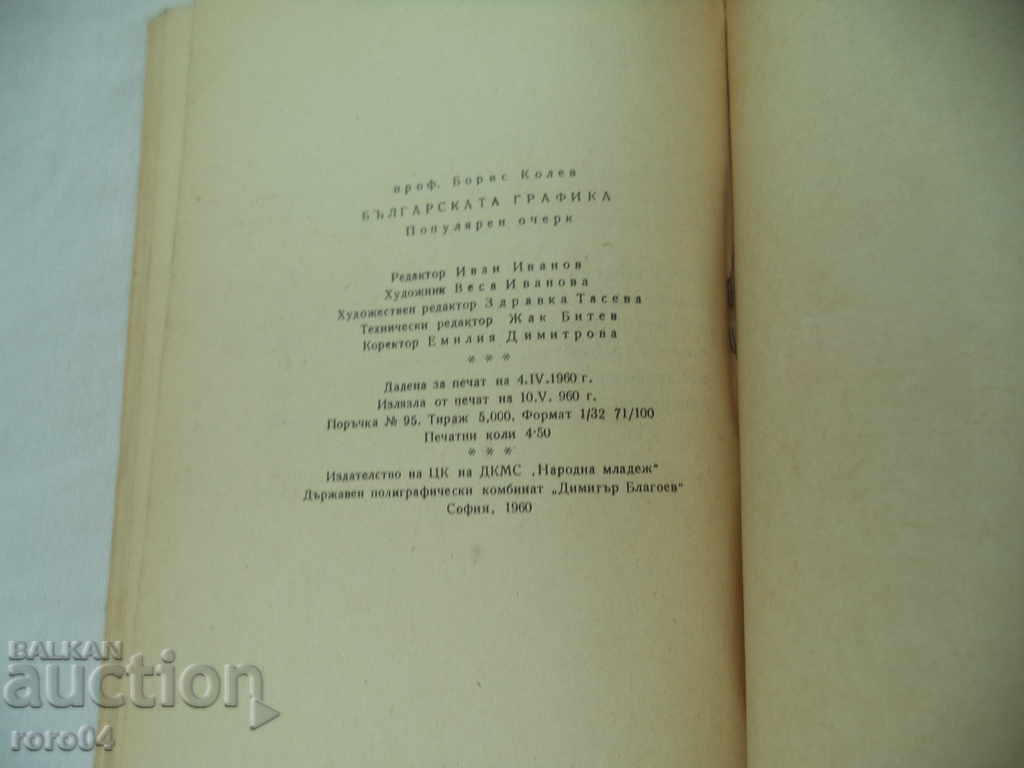 проф. Борис Колев
БЪЛГАРСКАТА ГРАФИКА
Популярен очерк
Редактор Иван Иванов
Художник Веса Иванова
Художествен редактор Здравка Тасева
Технически редактор Жак Битев
Коректор Емилия Димитрова
* * *
Дадена за печат на 4.IV.1960 г.
Излязла от печат на 10.V. 960 г.
Поръчка № 95. Тираж 5,000. Формат 1/32 71/100
Печатни коли 4·50
* * *
Издателство на ЦК на ДКМС „Народна младеж“
Държавен полиграфически комбинат „Димитър Благоев“
София, 1960
BALKAN
auction
roro04